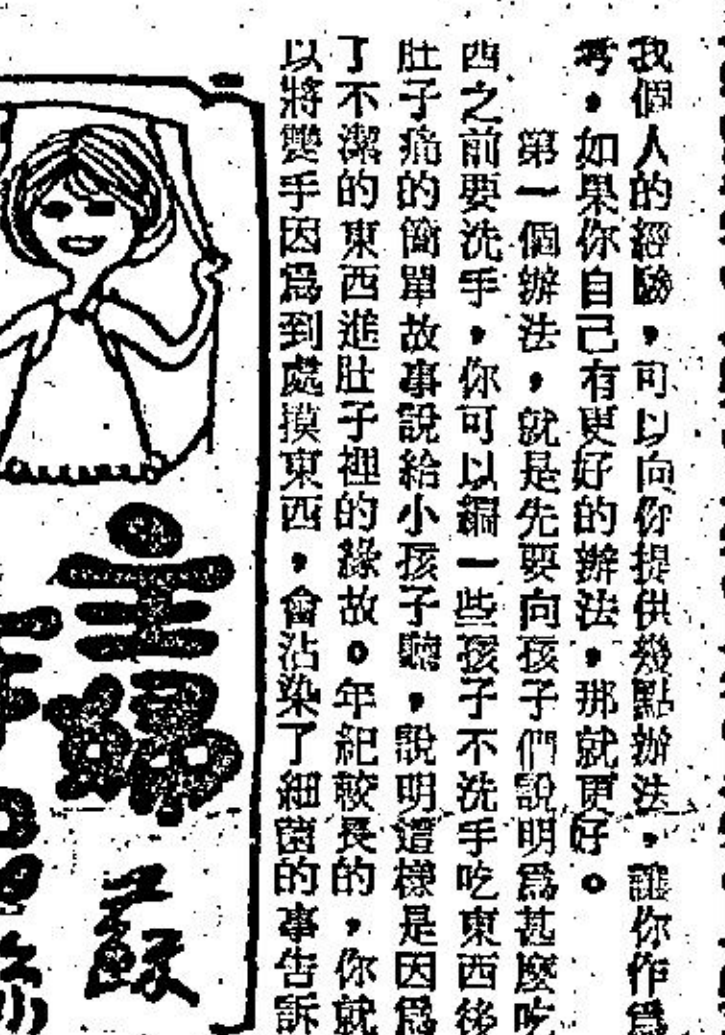 我個人的經驗，可以向你提供幾點辦法，讓你作為
考，如果你自己有更好的辦法，那就更好。
第一個辦法，就是先要向孩子們說明爲甚麼吃
西之前要洗手，你可以編一些孩子不洗手吃東西後
肚子痛的簡單故事說給小孩子聽，說明這樣是因爲
了不潔的東西進肚子裡的緣故。年紀較長的，你就
以將雙手因爲到處摸東西，會沾染了細菌的事告訴
主婦
蘇